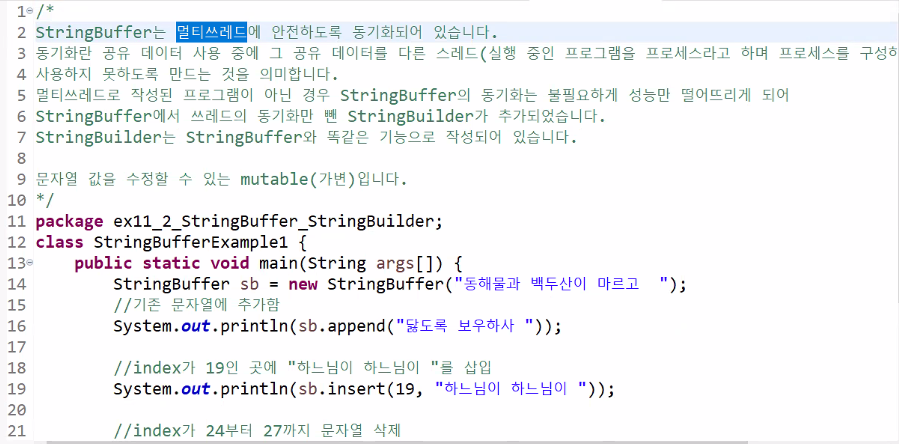 1 /*
2 StringBuffer는 멀티쓰레드에 안전하도록 동기화되어 있습니다.
3 동기화란 공유 데이터 사용 중에 그 공유 데이터를 다른 스레드(실행 중인 프로그램을 프로세스라고 하며 프로세스를 구성하
4 사용하지 못하도록 만드는 것을 의미합니다.
5 멀티쓰레드로 작성된 프로그램이 아닌 경우 StringBuffer의 동기화는 불필요하게 성능만 떨어뜨리게 되어
6 StringBuffer에서 쓰레드의 동기화만 뺀 StringBuilder가 추가되었습니다.
7 StringBuilder는 StringBuffer와 똑같은 기능으로 작성되어 있습니다.
8
9 문자열 값을 수정할 수 있는 mutable(가변)입니다.
10 */
11 package ex11_2_StringBuffer_StringBuilder;
12 class StringBufferExample1 {
13 public static void main(String args[]) {
14 StringBuffer sb = new StringBuffer("동해물과 백두산이 마르고  ");
15 //기존 문자열에 추가함
16 System.out.println(sb.append("닳도록 보우하사 "));
17
18 //index가 19인 곳에 "하느님이 하느님이 "를 삽입
19 System.out.println(sb.insert(19, "하느님이 하느님이 "));
20
21 //index가 24부터 27까지 문자열 삭제